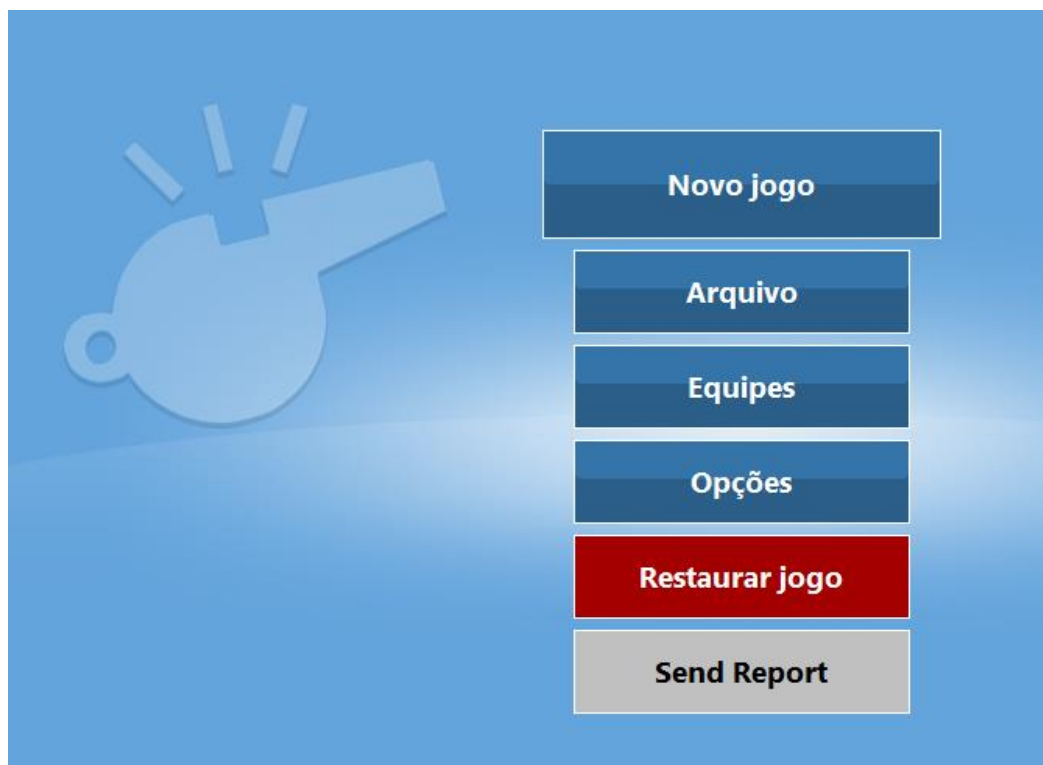 Novo jogo
Arquivo
Equipes
Opções
Restaurar jogo
Send Report